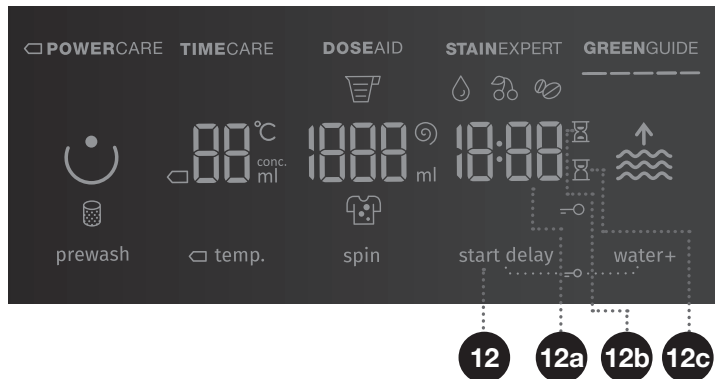 POWERCARE TIMECARE DOSEAID STAINEXPERT GREENGUIDE
88 °C 1888 18:88
conc.
ml ml
prewash temp. spin start delay water+
12 12a 12b 12c